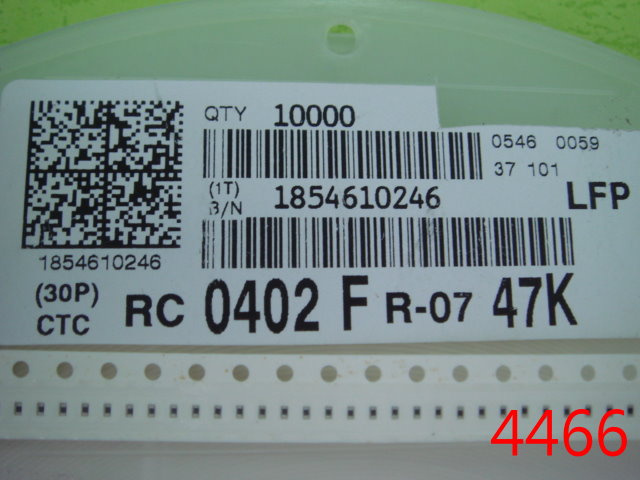 QTY 10000
0546 0059
37 101
(1T)
B/N 1854610246
LFP
1854610246
(30P)
CTC
RC 0402 F R-07 47K
4466